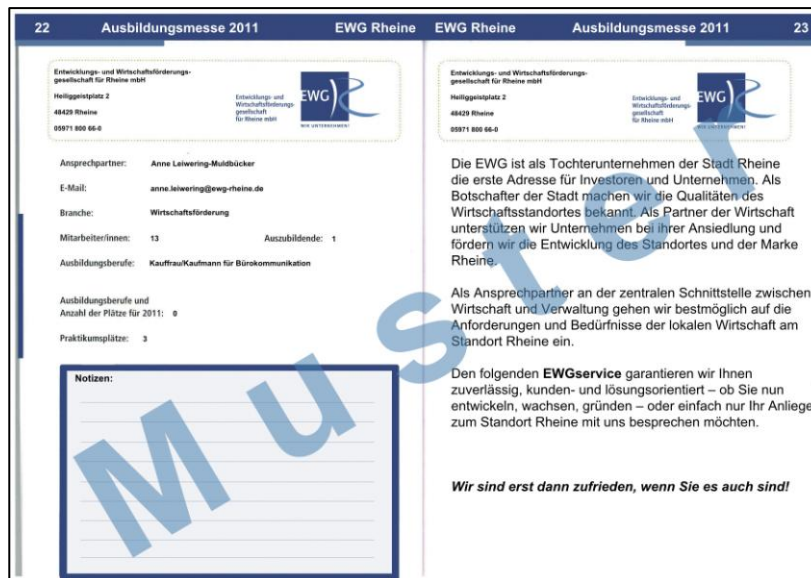 22 Ausbildungsmesse 2011 EWG Rheine
Entwicklungs- und Wirtschaftsförderungs-
gesellschaft für Rheine mbH
Heiliggeistplatz 2
48429 Rheine
05971 800 66-0
Entwicklungs- und
Wirtschaftsförderungs-
gesellschaft
für Rheine mbH
EWG
WIR UNTERNEHMEN!
Ansprechpartner: Anne Leiwering-Muldbücker
E-Mail: anne.leiwering@ewg-rheine.de
Branche: Wirtschaftsförderung
Mitarbeiter/innen: 13 Auszubildende: 1
Ausbildungsberufe: Kauffrau/Kaufmann für Bürokommunikation
Ausbildungsberufe und
Anzahl der Plätze für 2011: 0
Praktikumsplätze: 3
Notizen:
EWG Rheine Ausbildungsmesse 2011 23
Entwicklungs- und Wirtschaftsförderungs-
gesellschaft für Rheine mbH
Heiliggeistplatz 2
48429 Rheine
05971 800 66-0
Entwicklungs- und
Wirtschaftsförderungs-
gesellschaft
für Rheine mbH
EWG
WIR UNTERNEHMEN!
Die EWG ist als Tochterunternehmen der Stadt Rheine
die erste Adresse für Investoren und Unternehmen. Als
Botschafter der Stadt machen wir die Qualitäten des
Wirtschaftsstandortes bekannt. Als Partner der Wirtschaft
unterstützen wir Unternehmen bei ihrer Ansiedlung und
fördern wir die Entwicklung des Standortes und der Marke
Rheine.
Als Ansprechpartner an der zentralen Schnittstelle zwischen
Wirtschaft und Verwaltung gehen wir bestmöglich auf die
Anforderungen und Bedürfnisse der lokalen Wirtschaft am
Standort Rheine ein.
Den folgenden EWGservice garantieren wir Ihnen
zuverlässig, kunden- und lösungsorientiert – ob Sie nun
entwickeln, wachsen, gründen – oder einfach nur Ihr Anliege
zum Standort Rheine mit uns besprechen möchten.
Wir sind erst dann zufrieden, wenn Sie es auch sind!
Muster